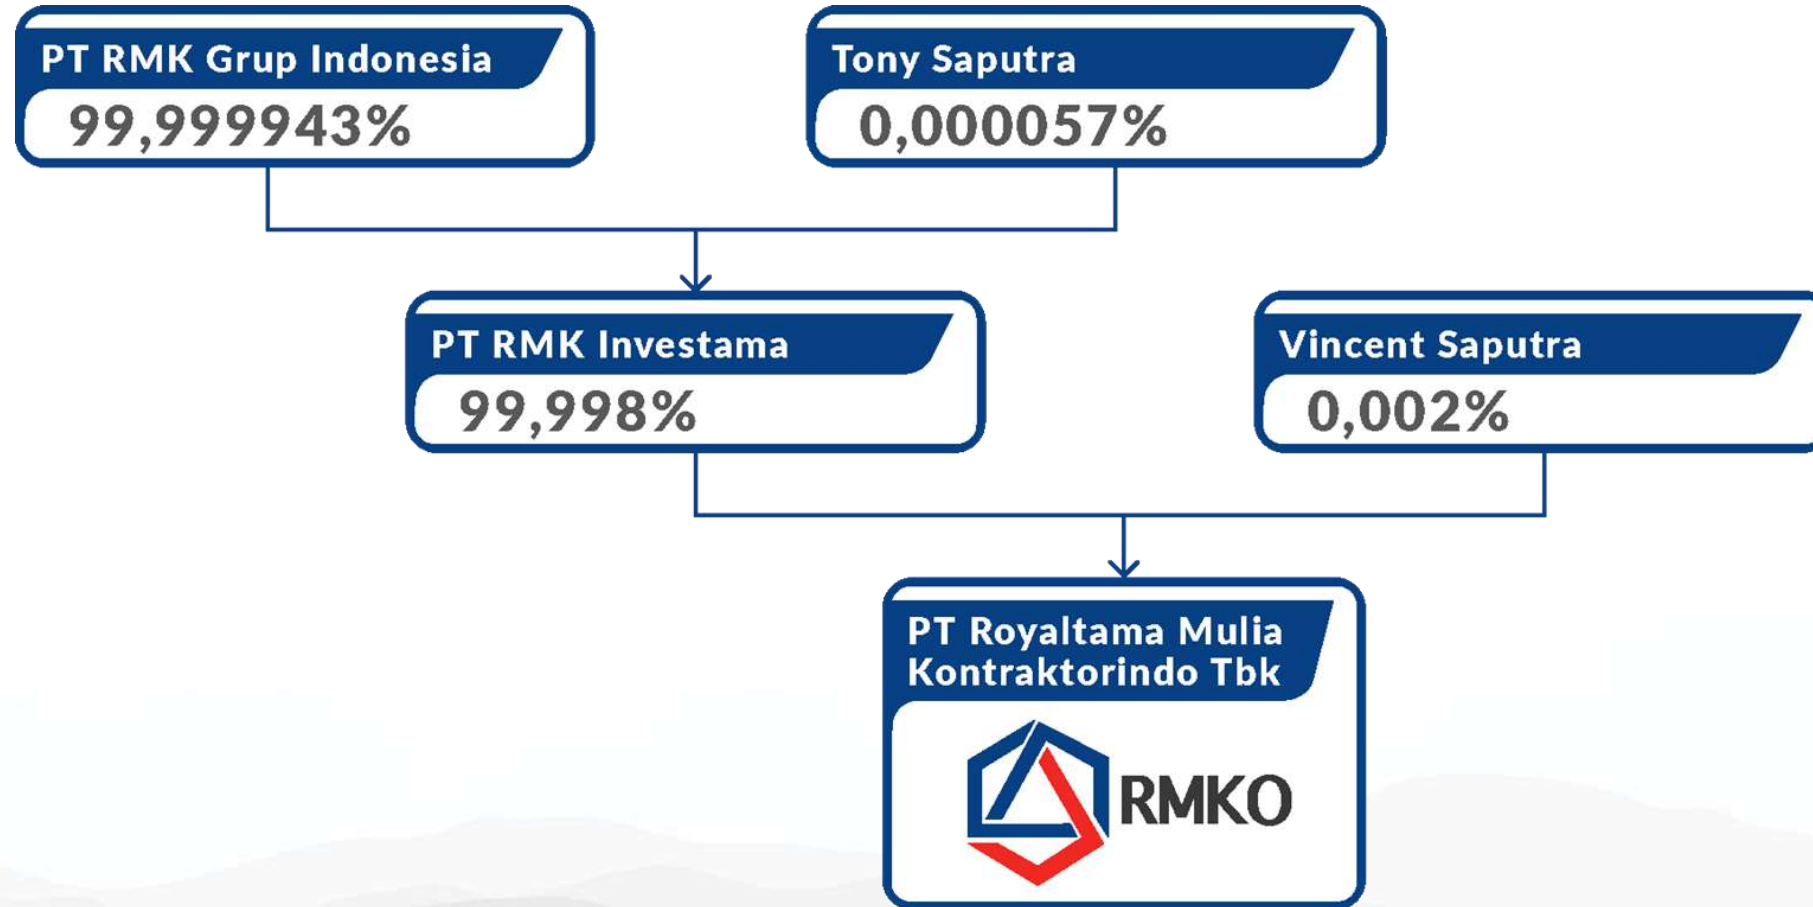 PT RMK Grup Indonesia
99,999943%
Tony Saputra
0,000057%
PT RMK Investama
99,998%
Vincent Saputra
0,002%
PT Royaltama Mulia
Kontraktorindo Tbk
RMKO